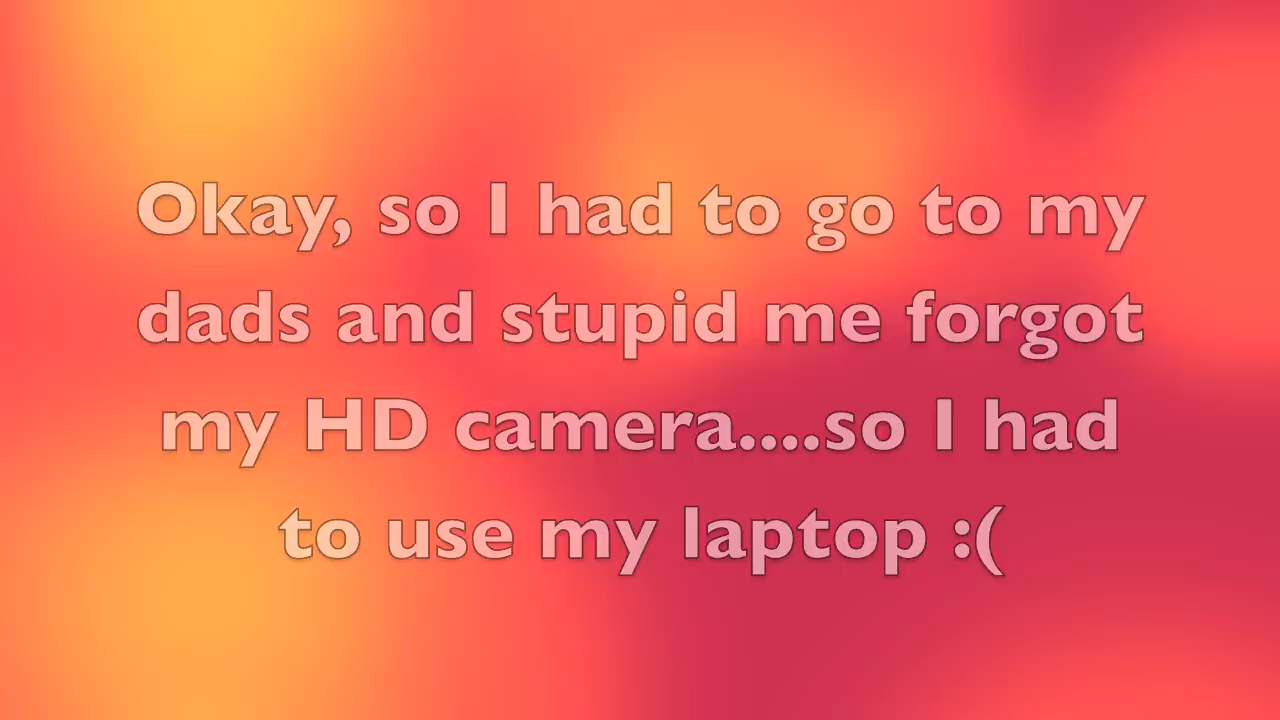 Okay, so I had to go to my
dads and stupid me forgot
my HD camera....so I had
to use my laptop :(